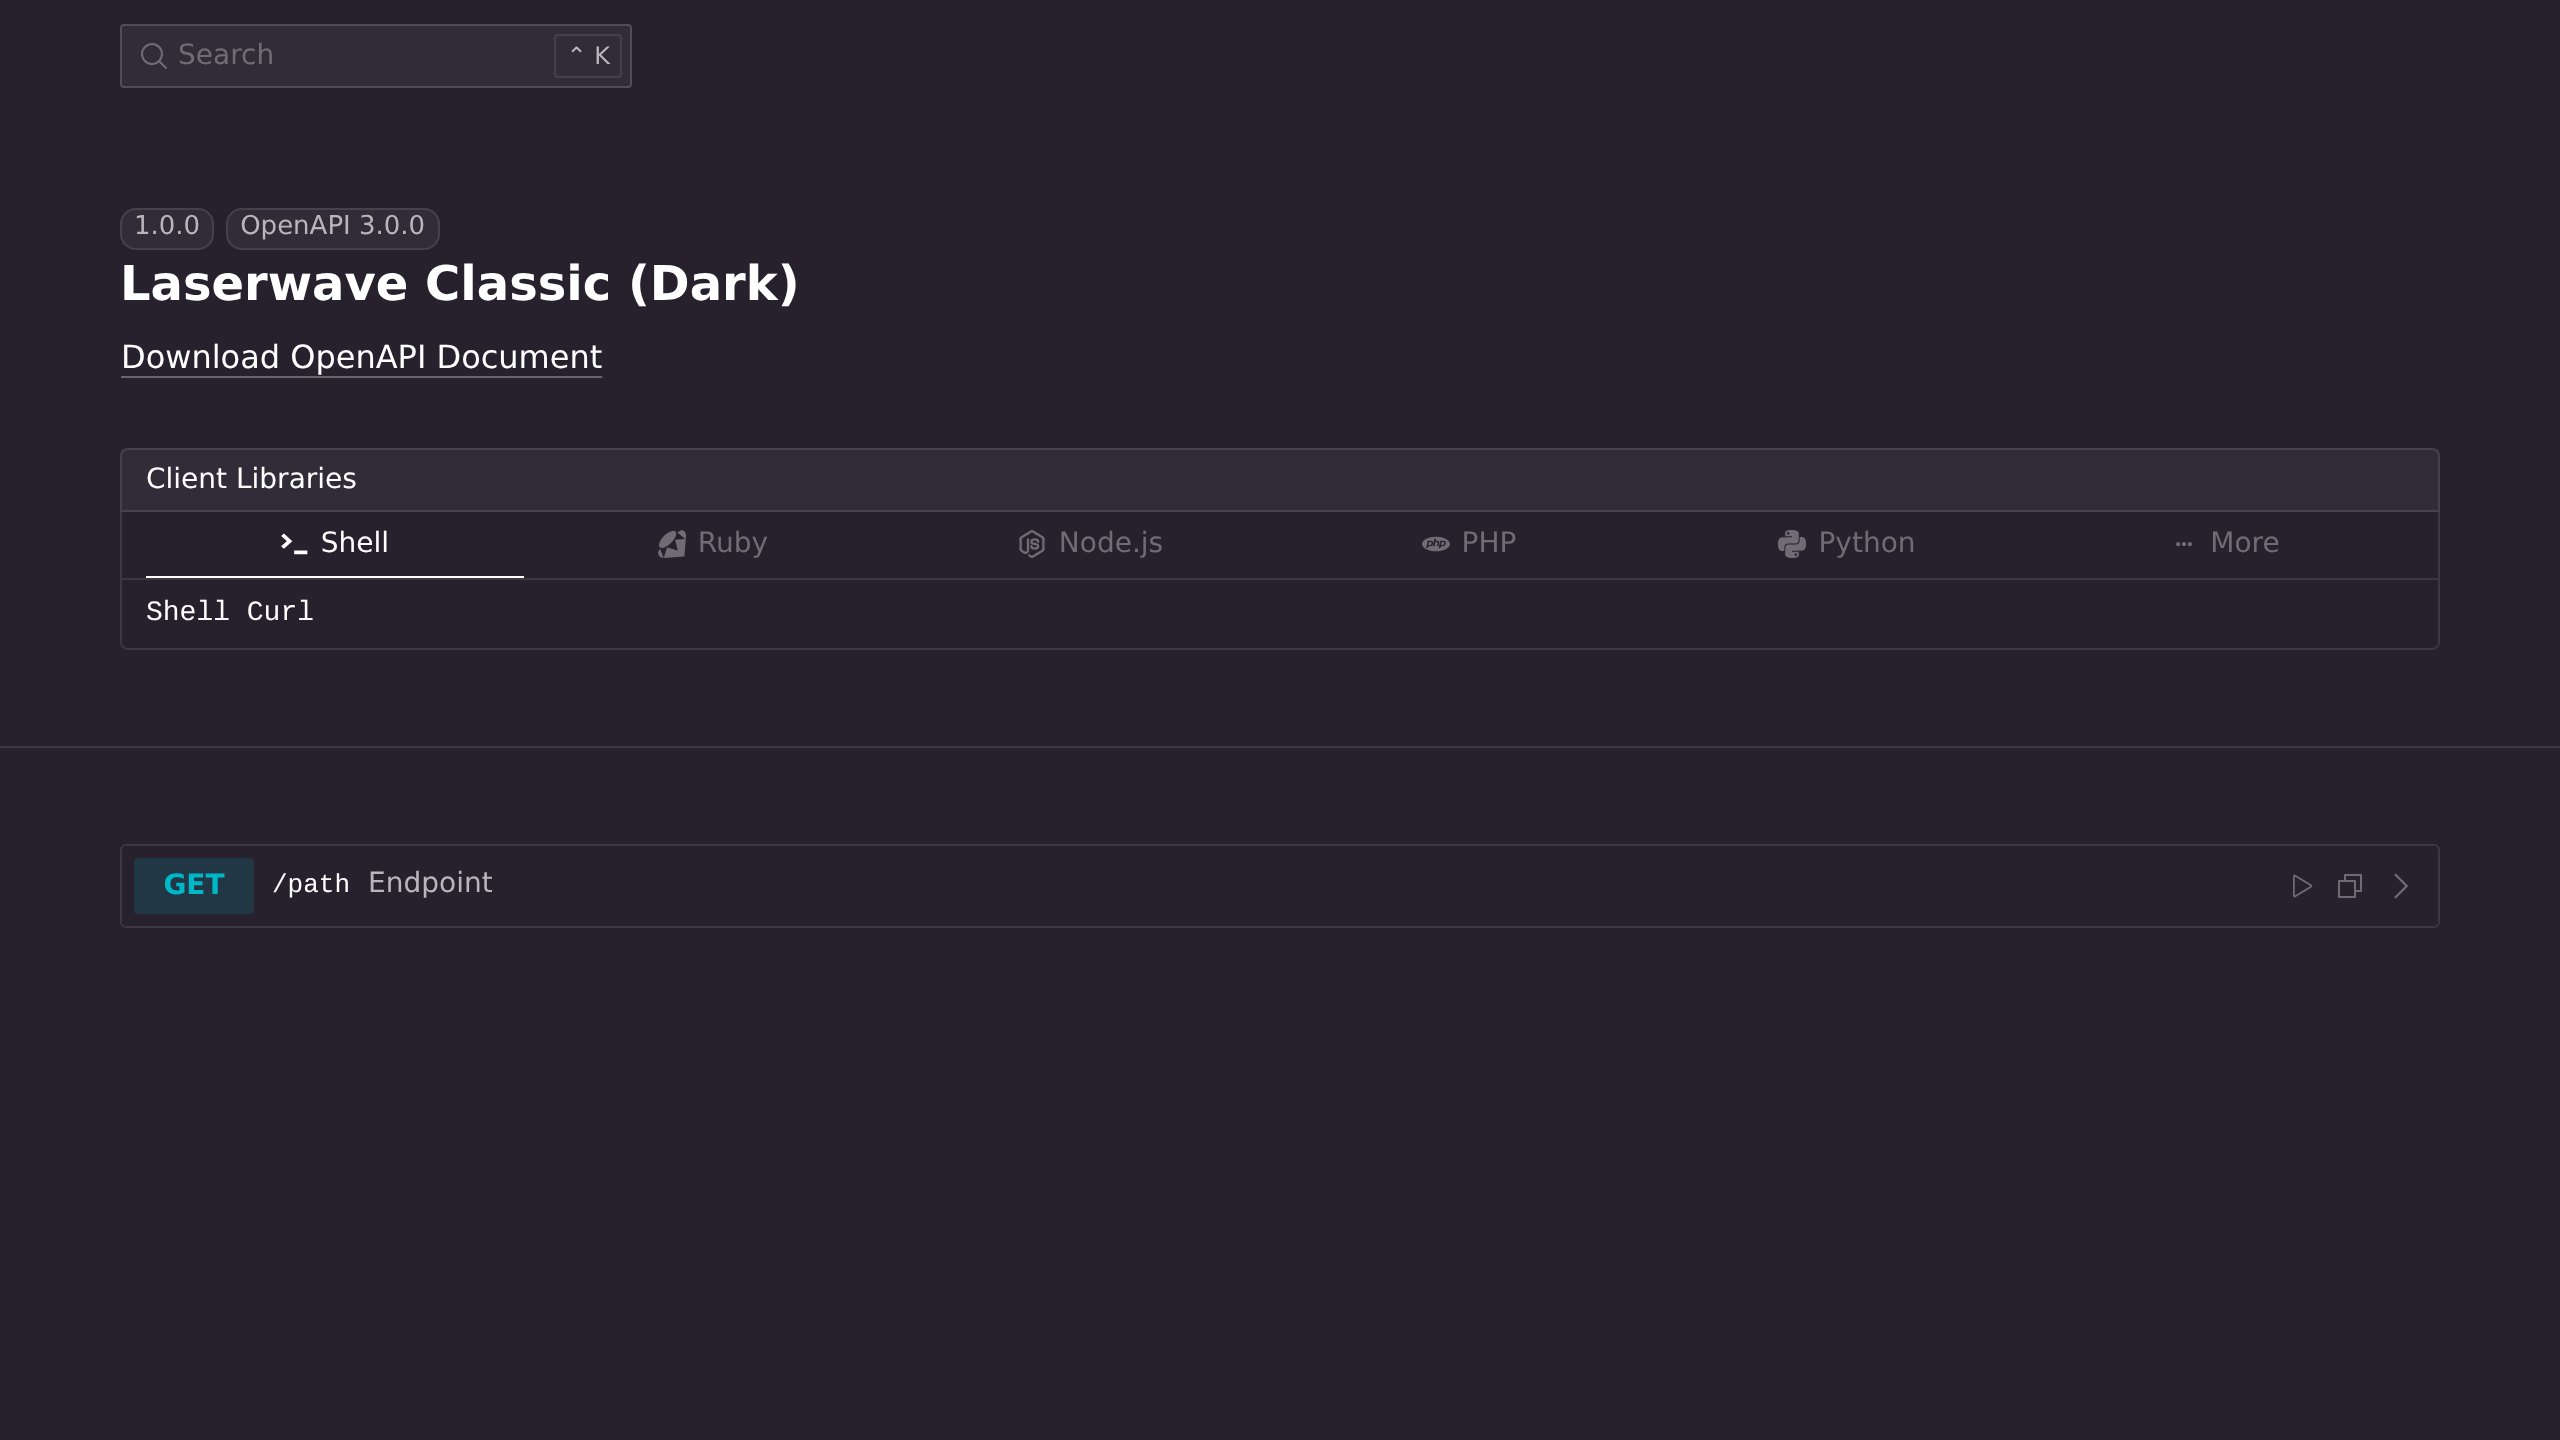 Search ⌃ K
1.0.0 OpenAPI 3.0.0
Laserwave Classic (Dark)
Download OpenAPI Document
Client Libraries
Shell Ruby Node.js PHP Python More
Shell Curl
GET /path Endpoint